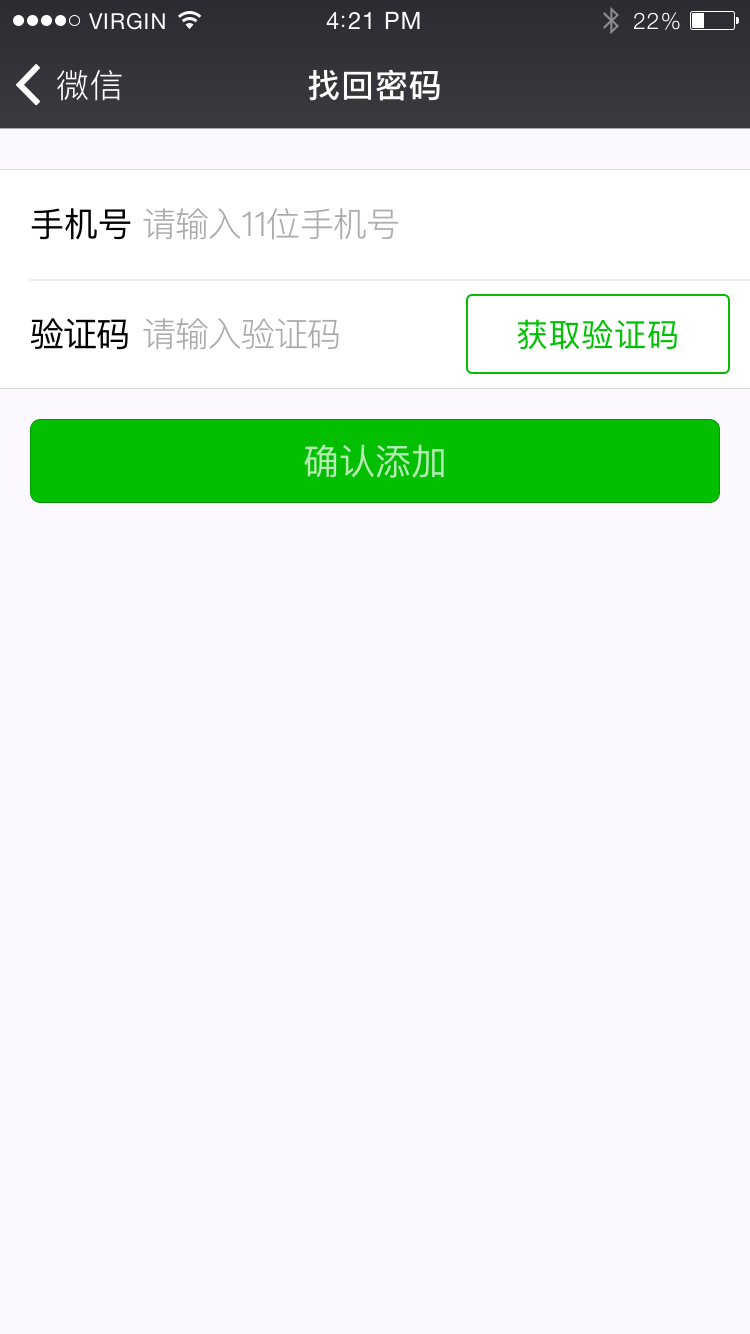 VIRGIN 4:21 PM 22%
微信 找回密码
手机号 请输入11位手机号
验证码 请输入验证码 获取验证码
确认添加